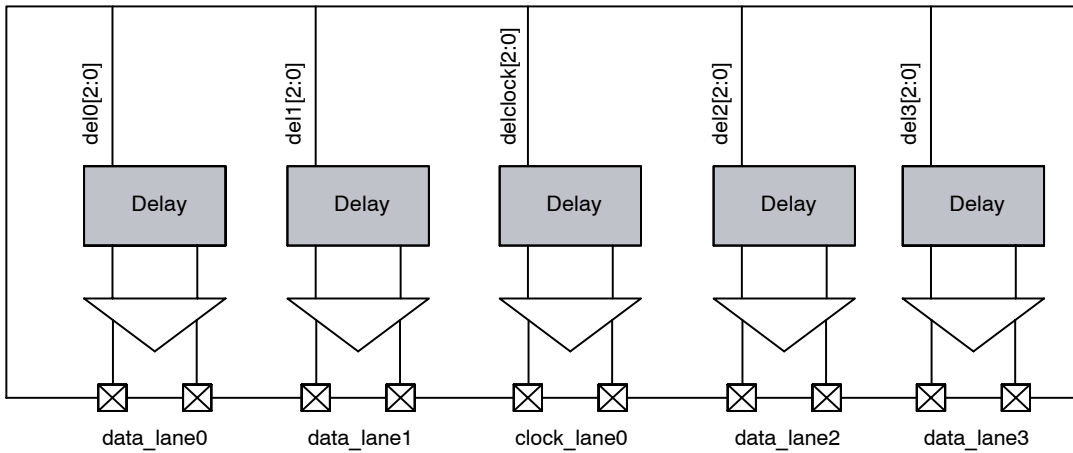 del0[2:0]
del1[2:0]
delclock[2:0]
del2[2:0]
del3[2:0]
Delay
Delay
Delay
Delay
Delay
data_lane0
data_lane1
clock_lane0
data_lane2
data_lane3